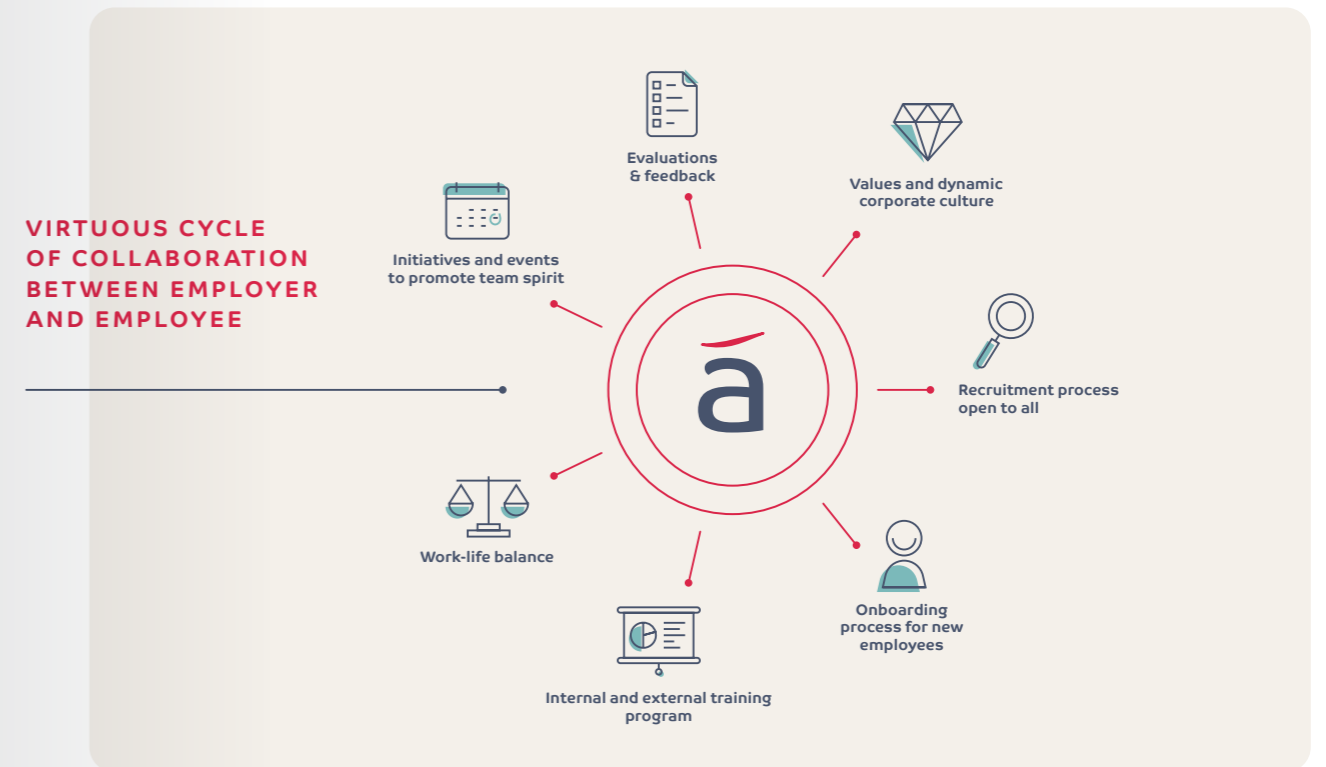 VIRTUOUS CYCLE
OF COLLABORATION
BETWEEN EMPLOYER
AND EMPLOYEE
Evaluations
& feedback
Values and dynamic
corporate culture
Initiatives and events
to promote team spirit
ā
Recruitment process
open to all
Work-life balance
Onboarding
process for new
employees
Internal and external training
program